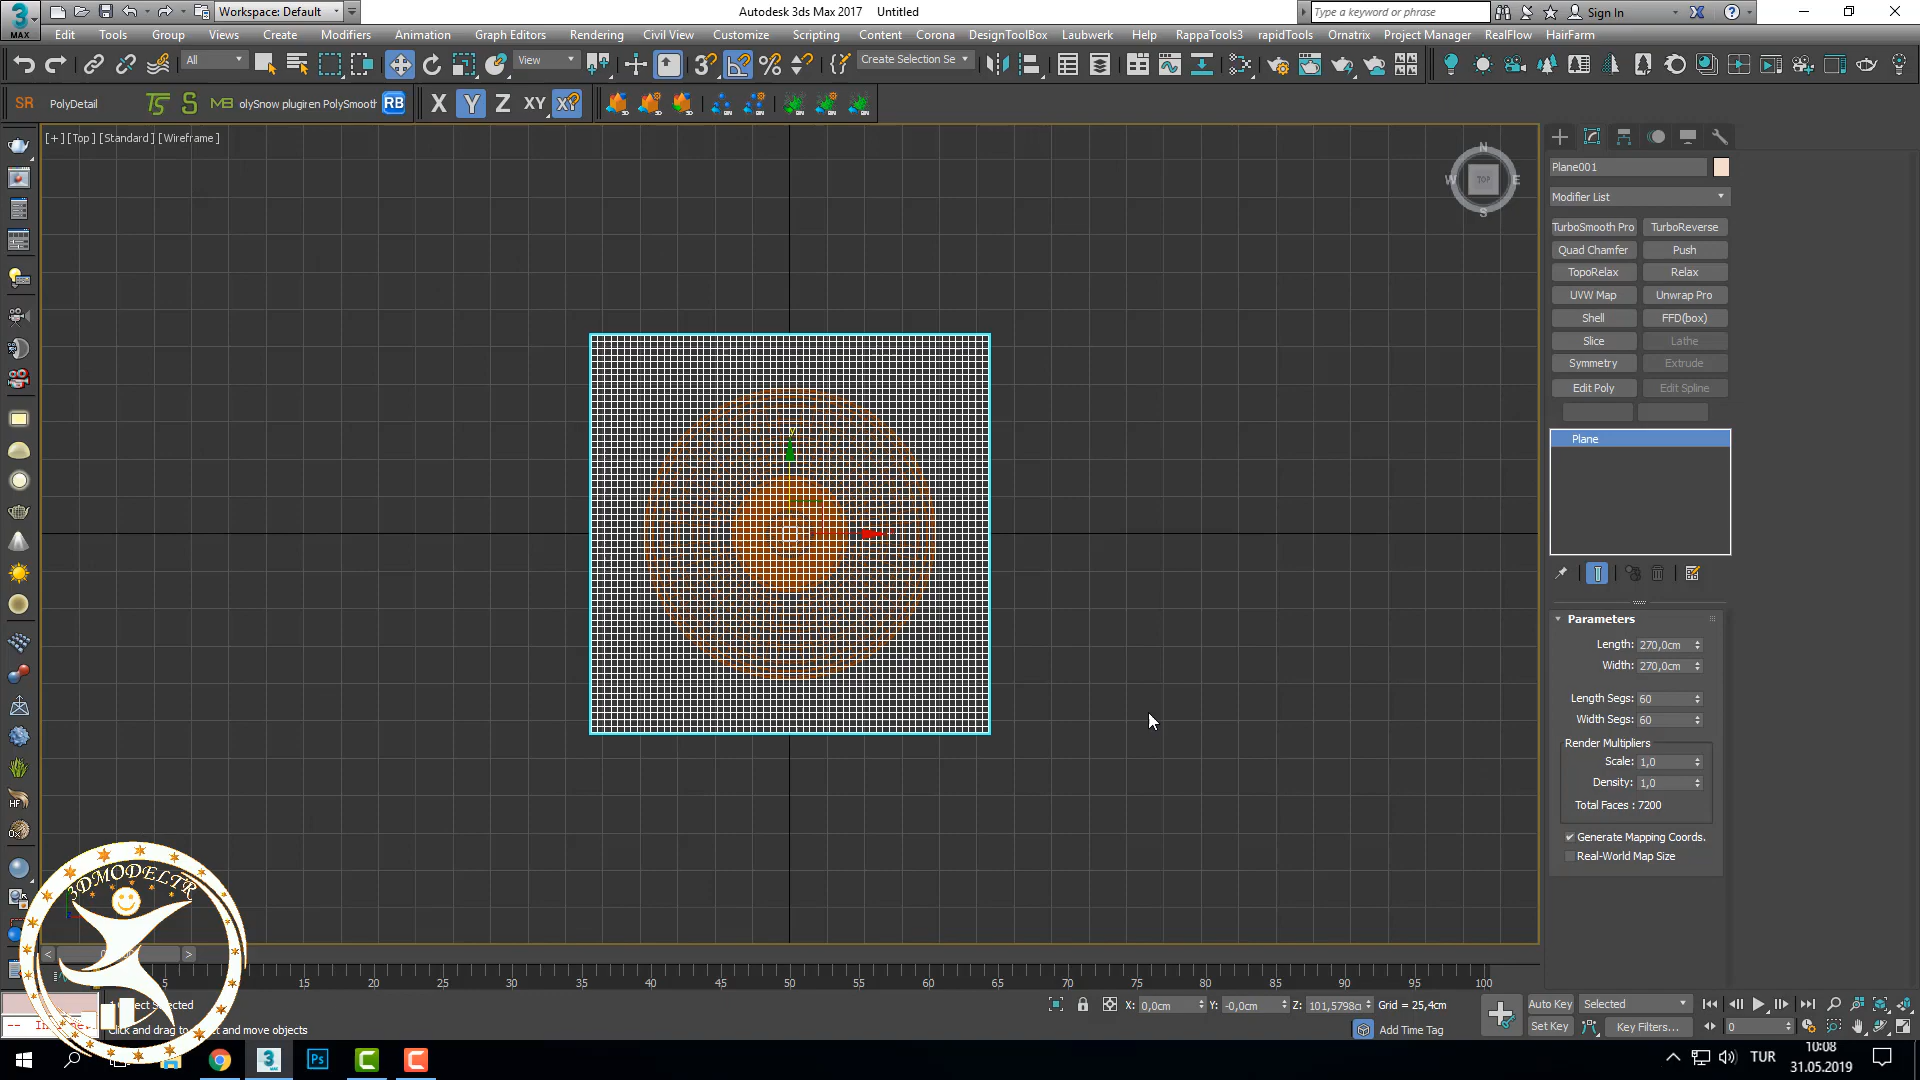 Workspace: Default
Autodesk 3ds Max 2017 Untitled
Type a keyword or phrase
Sign In
MAX
Edit Tools Group Views Create Modifiers Animation Graph Editors Rendering Civil View Customize Scripting Content Corona DesignToolBox Laubwerk Help RappaTools3 rapidTools Ornatrix Project Manager RealFlow HairFarm
All
View
Create Selection Se
SR PolyDetail
olySnow plugiren PolySmooth RB X Y Z XY
[+] [Top] [Standard] [Wireframe]
N
W TOP E
S
y
Plane001
Modifier List
TurboSmooth Pro TurboReverse
Quad Chamfer Push
TopoRelax Relax
UVW Map Unwrap Pro
Shell FFD(box)
Slice Lathe
Symmetry Extrude
Edit Poly Edit Spline
Plane
Parameters
Length: 270,0cm
Width: 270,0cm
Length Segs: 60
Width Segs: 60
Render Multipliers
Scale: 1,0
Density: 1,0
Total Faces : 7200
Generate Mapping Coords.
Real-World Map Size
HF
3DMODELTR
5 15 20 25 30 35 40 45 50 55 60 65 70 75 80 85 90 95 100
Selected
Click and drag to select and move objects
X: 0,0cm Y: -0,0cm Z: 101,5798c Grid = 25,4cm
Add Time Tag
Auto Key Selected
Set Key Key Filters...
0
Ps
TUR
10:08
31.05.2019